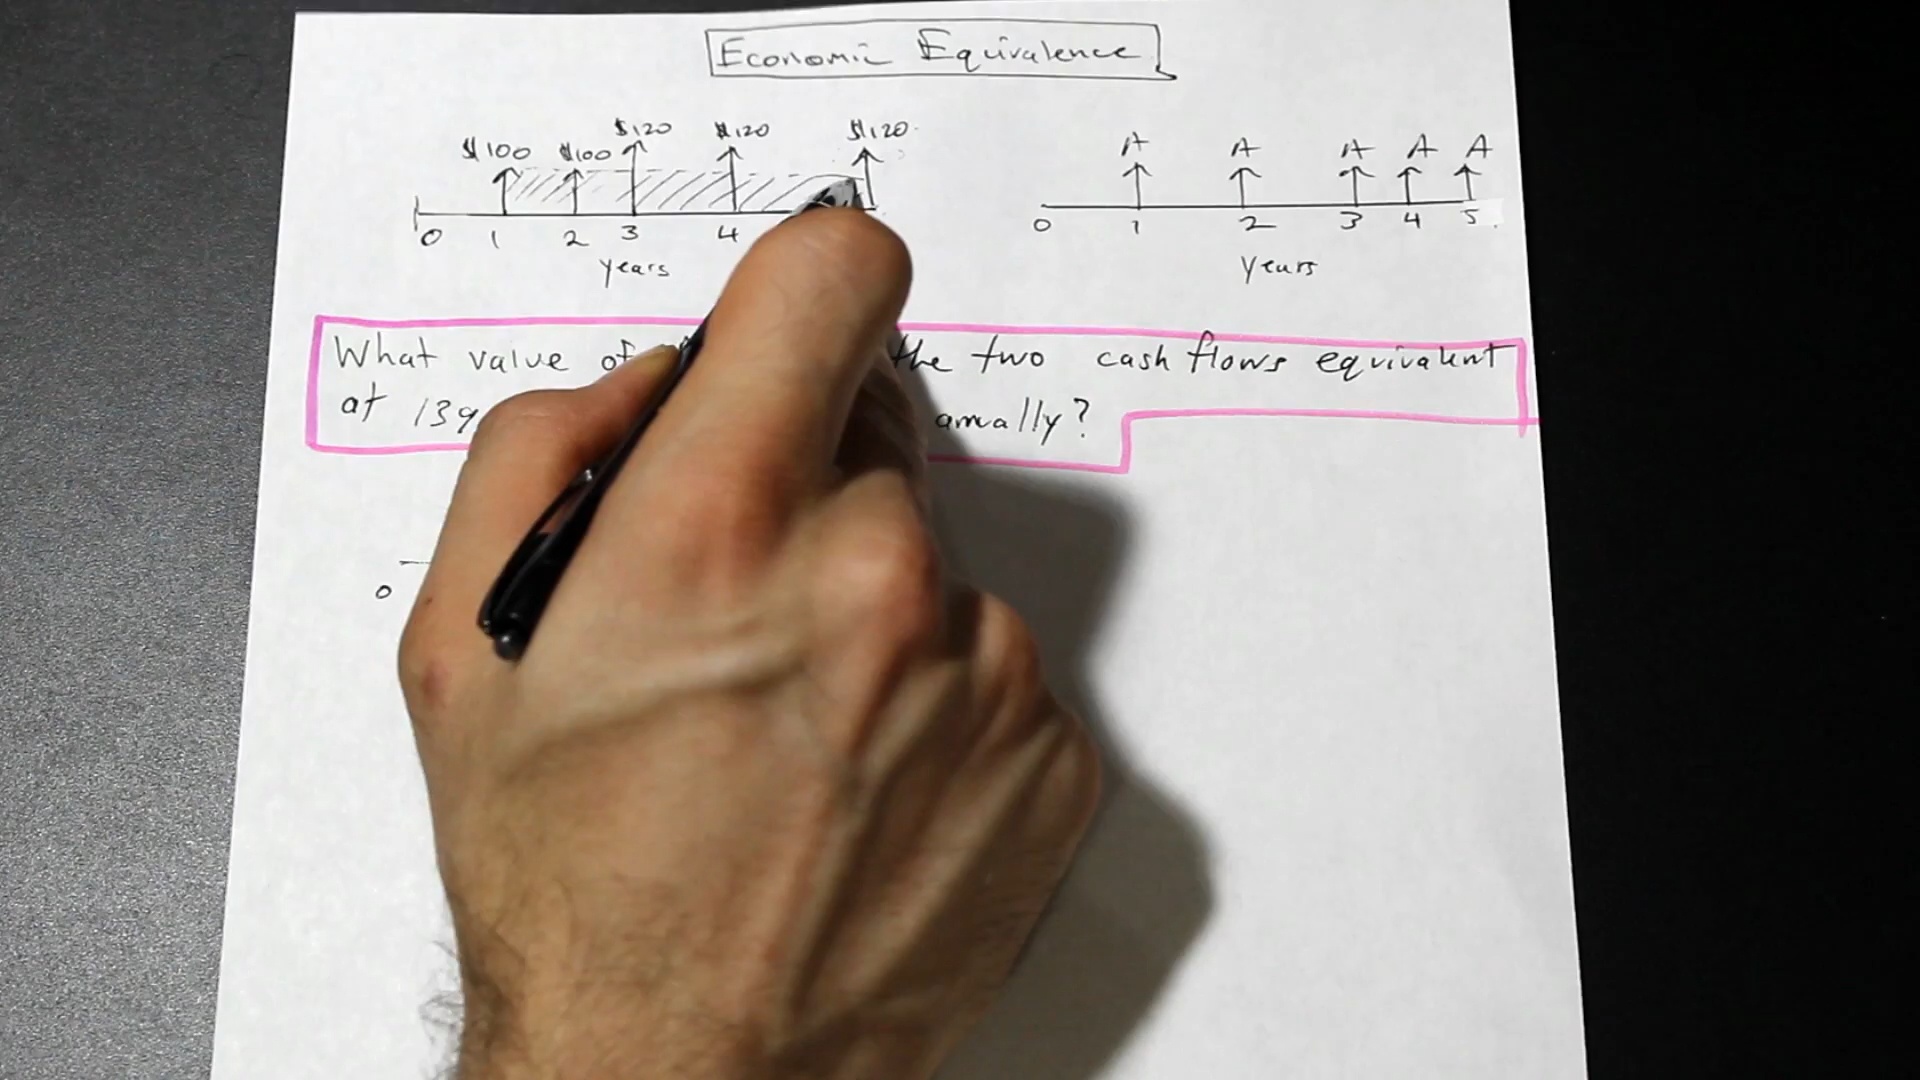 Economic Equivalence
$100 $100 $120 $120 $120
0 1 2 3 4
years
A A A A A
0 1 2 3 4 5
years
What value of the two cash flows equivalent
at 13 anually?
0